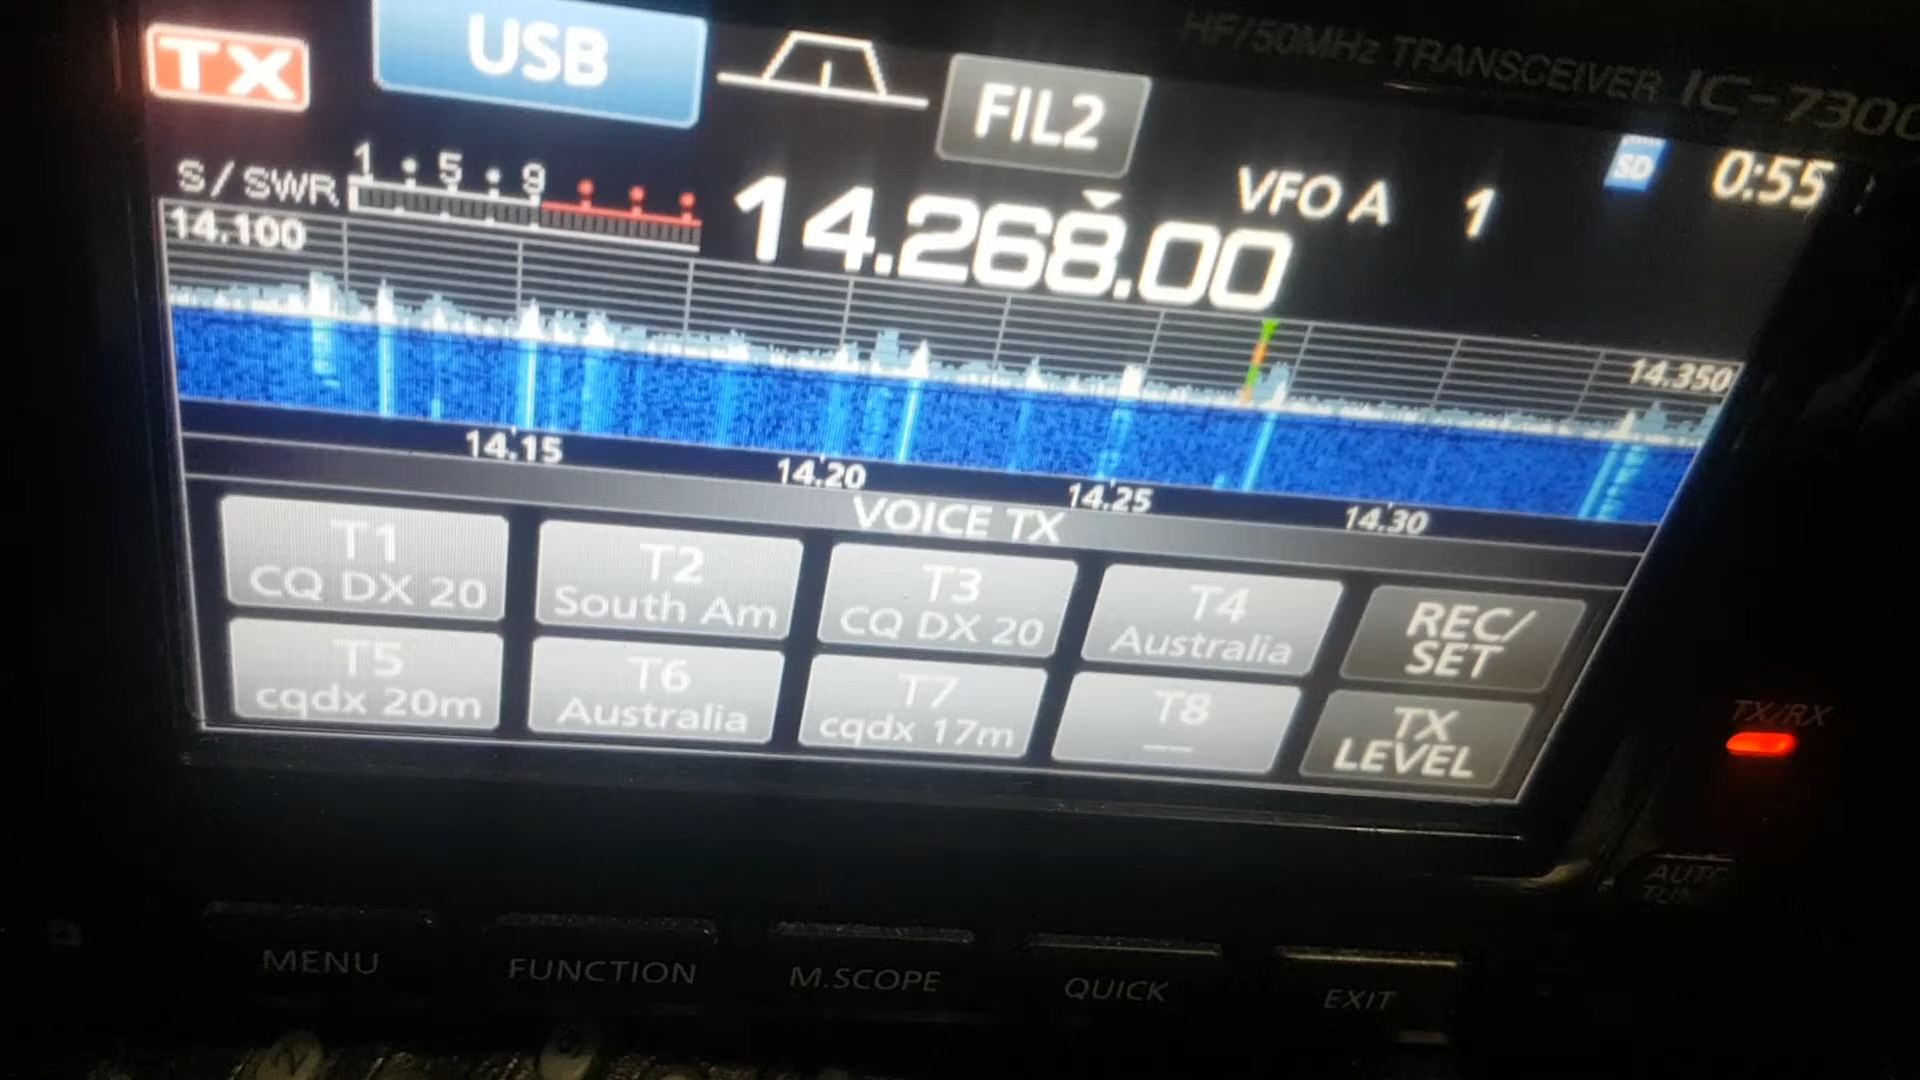 HF/50MHz TRANSCEIVER IC-7300
TX
USB
FIL2
S/SWR 1 5 9
14.268.00
VFO A 1
SD
0:55
14.100
14.350
14.15 14.20 14.25 14.30
VOICE TX
T1
CQ DX 20
T2
South Am
T3
CQ DX 20
T4
Australia
REC/
SET
T5
cqdx 20m
T6
Australia
T7
cqdx 17m
T8
TX
LEVEL
TX/RX
MENU
FUNCTION
M.SCOPE
QUICK
EXIT